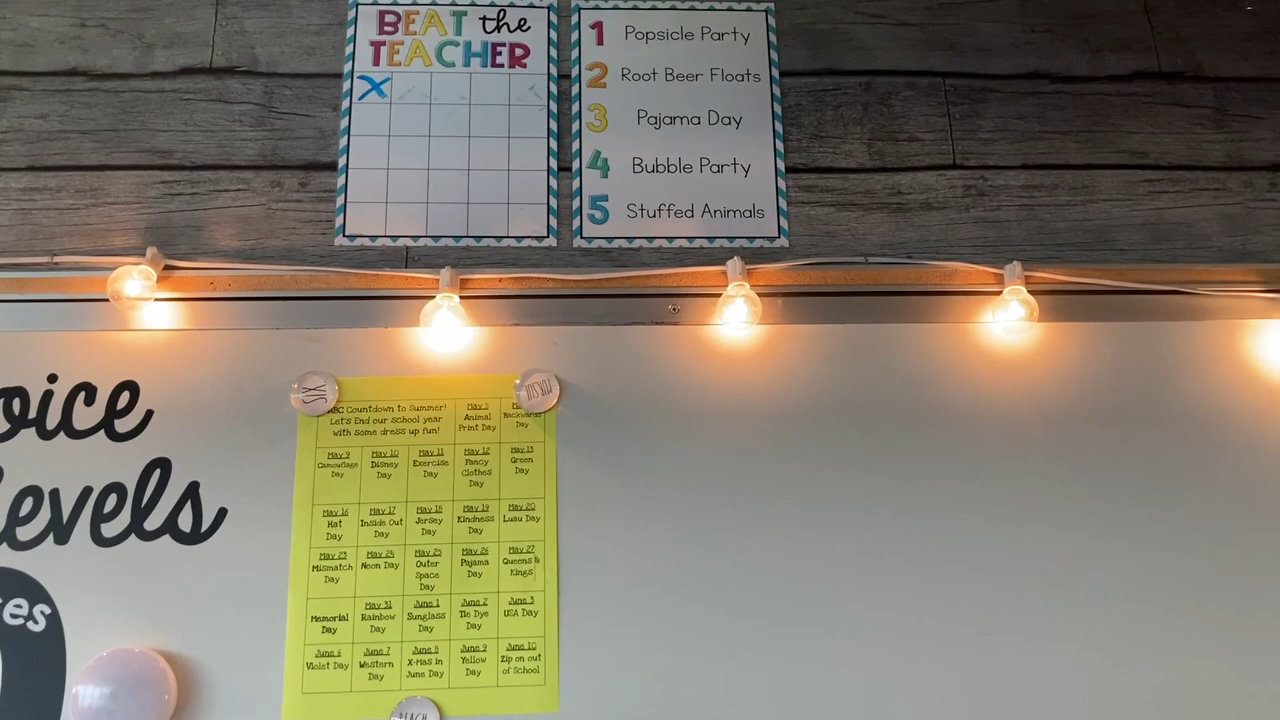 BEAT the
TEACHER
X
1 Popsicle Party
2 Root Beer Floats
3 Pajama Day
4 Bubble Party
5 Stuffed Animals
oice
levels
ABC Countdown to Summer!
Let's End our school year
with some dress up fun!
May 5
Animal
Print Day
Backwards
Day
May 9
Camouflage
Day
May 10
Disney
Day
May 11
Exercise
Day
May 12
Fancy
Clothes
Day
May 13
Green
Day
May 16
Hat
Day
May 17
Inside Out
Day
May 18
Jersey
Day
May 19
Kindness
Day
May 20
Luau Day
May 23
Mismatch
Day
May 24
Neon Day
May 25
Outer
Space
Day
May 26
Pajama
Day
May 27
Queens &
Kings
Memorial
Day
May 31
Rainbow
Day
June 1
Sunglass
Day
June 2
Tie Dye
Day
June 3
USA Day
June 6
Violet Day
June 7
Western
Day
June 8
X-Mas in
June Day
June 9
Yellow
Day
June 10
Zip on out
of School
es